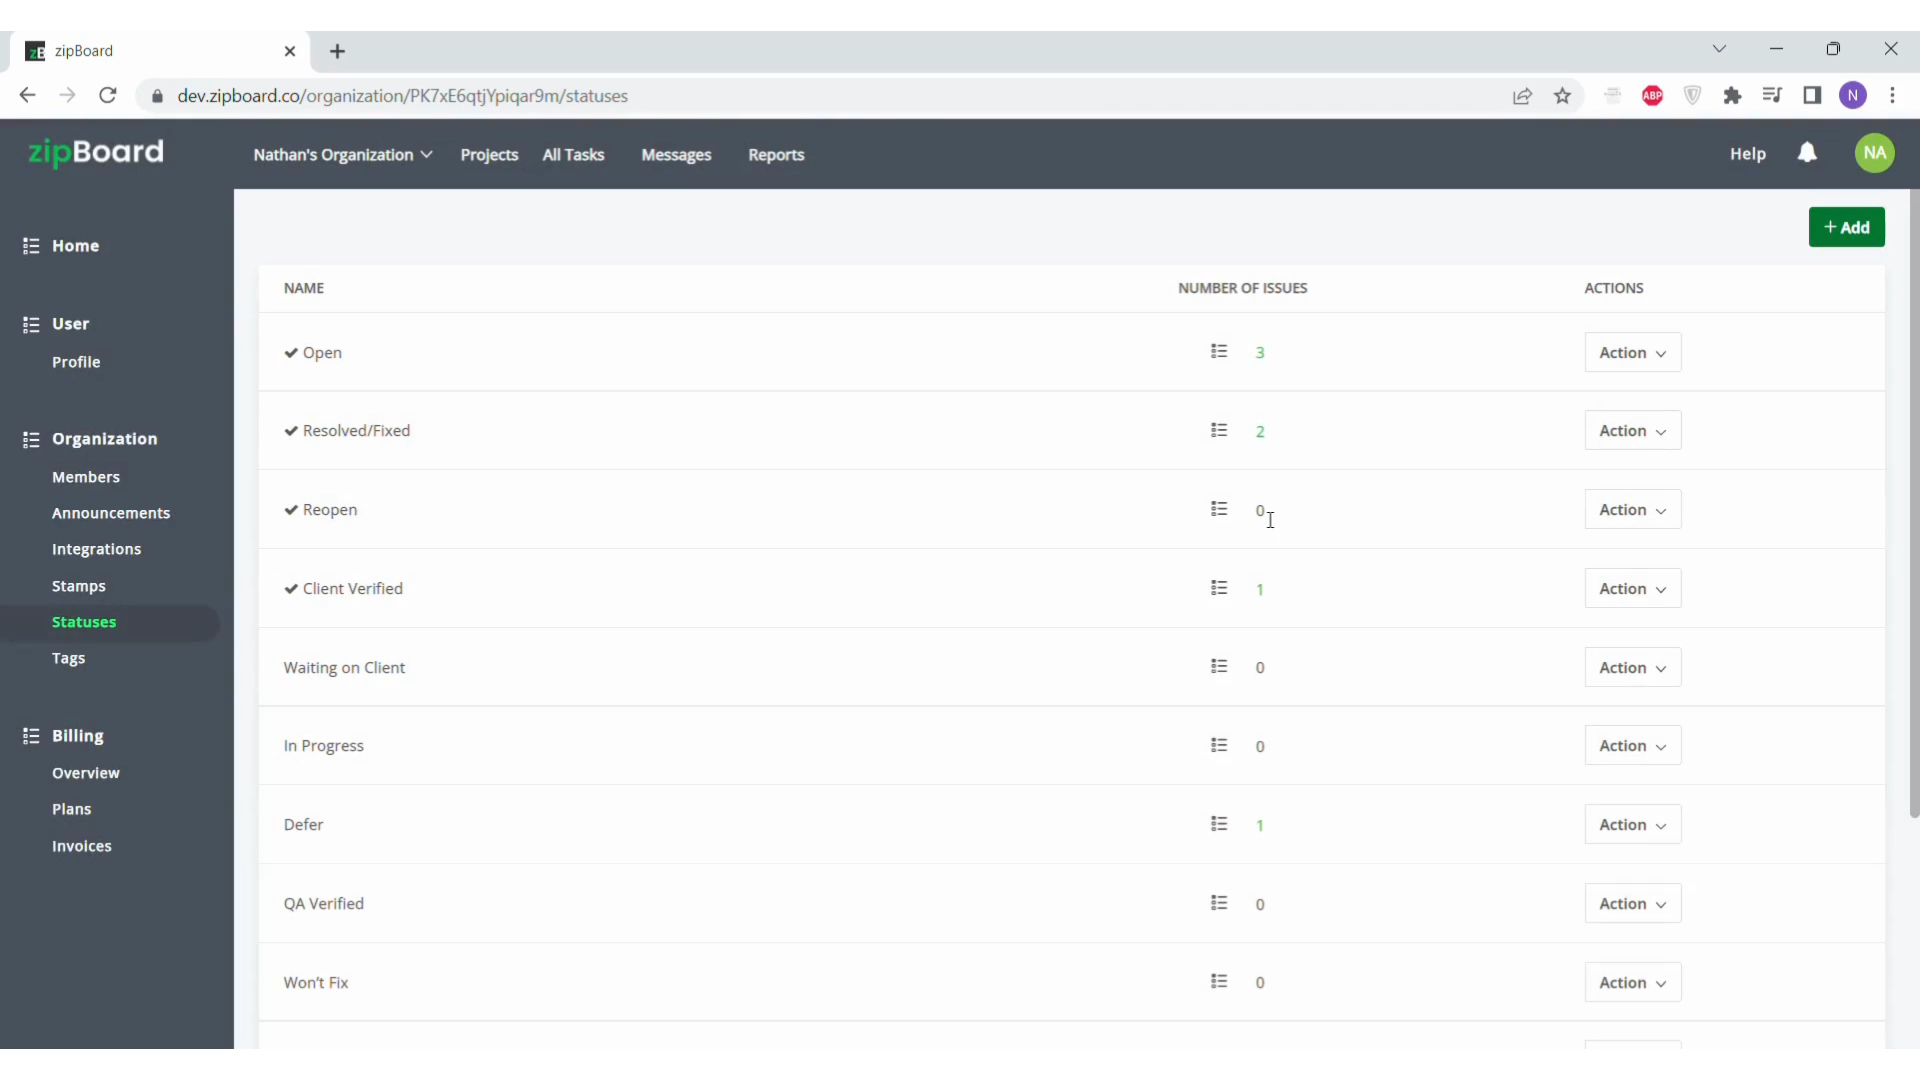 zE zipBoard
dev.zipboard.co/organization/PK7xE6qtjYpiqar9m/statuses
ABP
N
zipBoard
Nathan's Organization
Projects
All Tasks
Messages
Reports
Help
NA
Home
User
Profile
Organization
Members
Announcements
Integrations
Stamps
Statuses
Tags
Billing
Overview
Plans
Invoices
+ Add
NAME NUMBER OF ISSUES ACTIONS
Open 3 Action
Resolved/Fixed 2 Action
Reopen 0 Action
Client Verified 1 Action
Waiting on Client 0 Action
In Progress 0 Action
Defer 1 Action
QA Verified 0 Action
Won't Fix 0 Action